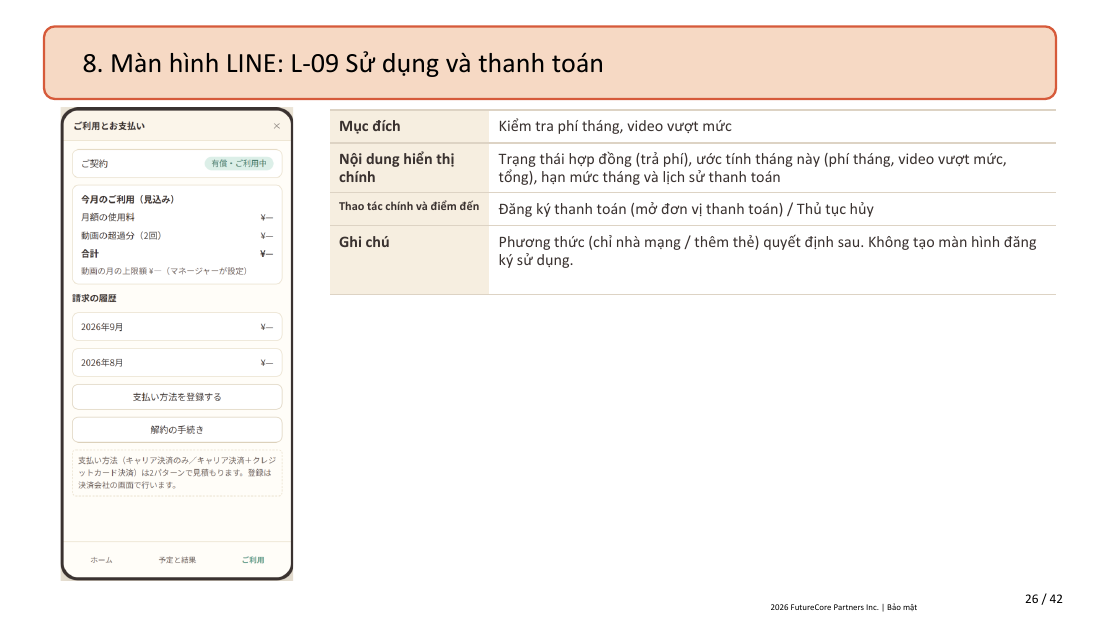 8. Màn hình LINE: L-09 Sử dụng và thanh toán
ご利用とお支払い ×
ご契約 有償・ご利用中
今月のご利用（見込み）
月額の使用料 ¥—
動画の超過分（2回） ¥—
合計 ¥—
動画の月の上限額 ¥—（マネージャーが設定）
請求の履歴
2026年9月 ¥—
2026年8月 ¥—
支払い方法を登録する
解約の手続き
支払い方法（キャリア決済のみ／キャリア決済＋クレジ
ットカード決済）は2パターンで見積もります。登録は
決済会社の画面で行います。
ホーム 予定と結果 ご利用
Mục đích Kiểm tra phí tháng, video vượt mức
Nội dung hiển thị Trạng thái hợp đồng (trả phí), ước tính tháng này (phí tháng, video vượt mức,
chính tổng), hạn mức tháng và lịch sử thanh toán
Thao tác chính và điểm đến Đăng ký thanh toán (mở đơn vị thanh toán) / Thủ tục hủy
Ghi chú Phương thức (chỉ nhà mạng / thêm thẻ) quyết định sau. Không tạo màn hình đăng
ký sử dụng.
2026 FutureCore Partners Inc. | Bảo mật
26 / 42